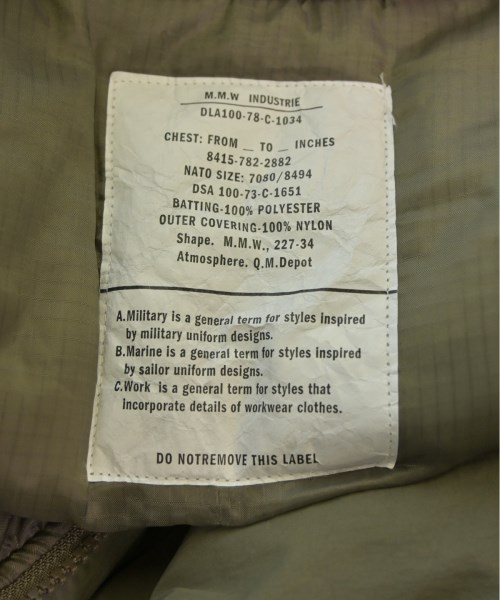 M.M.W INDUSTRIE
DLA100-78-C-1034
CHEST: FROM _ TO _ INCHES
8415-782-2882
NATO SIZE: 7080/8494
DSA 100-73-C-1651
BATTING-100% POLYESTER
OUTER COVERING-100% NYLON
Shape. M.M.W., 227-34
Atmosphere. Q.M.Depot
A.Military is a general term for styles inspired
by military uniform designs.
B.Marine is a general term for styles inspired
by sailor uniform designs.
C.Work is a general term for styles that
incorporate details of workwear clothes.
DO NOTREMOVE THIS LABEL